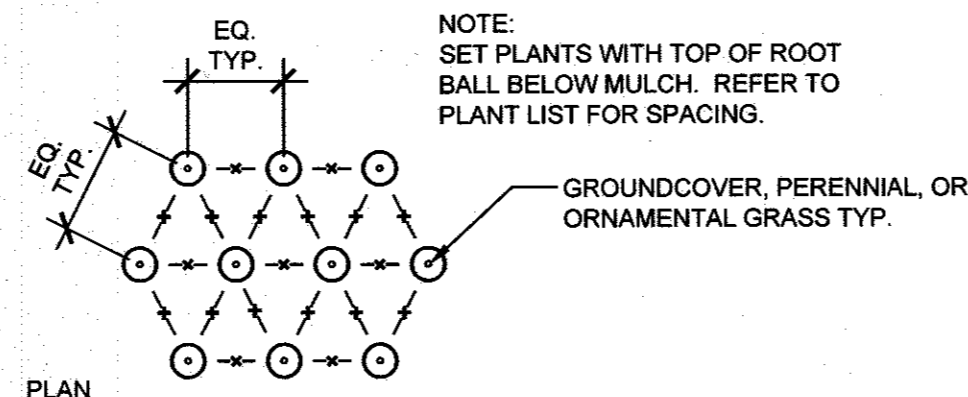 EQ.
TYP.
NOTE:
SET PLANTS WITH TOP OF ROOT
BALL BELOW MULCH. REFER TO
PLANT LIST FOR SPACING.
EQ.
TYP.
GROUNDCOVER, PERENNIAL, OR
ORNAMENTAL GRASS TYP.
PLAN